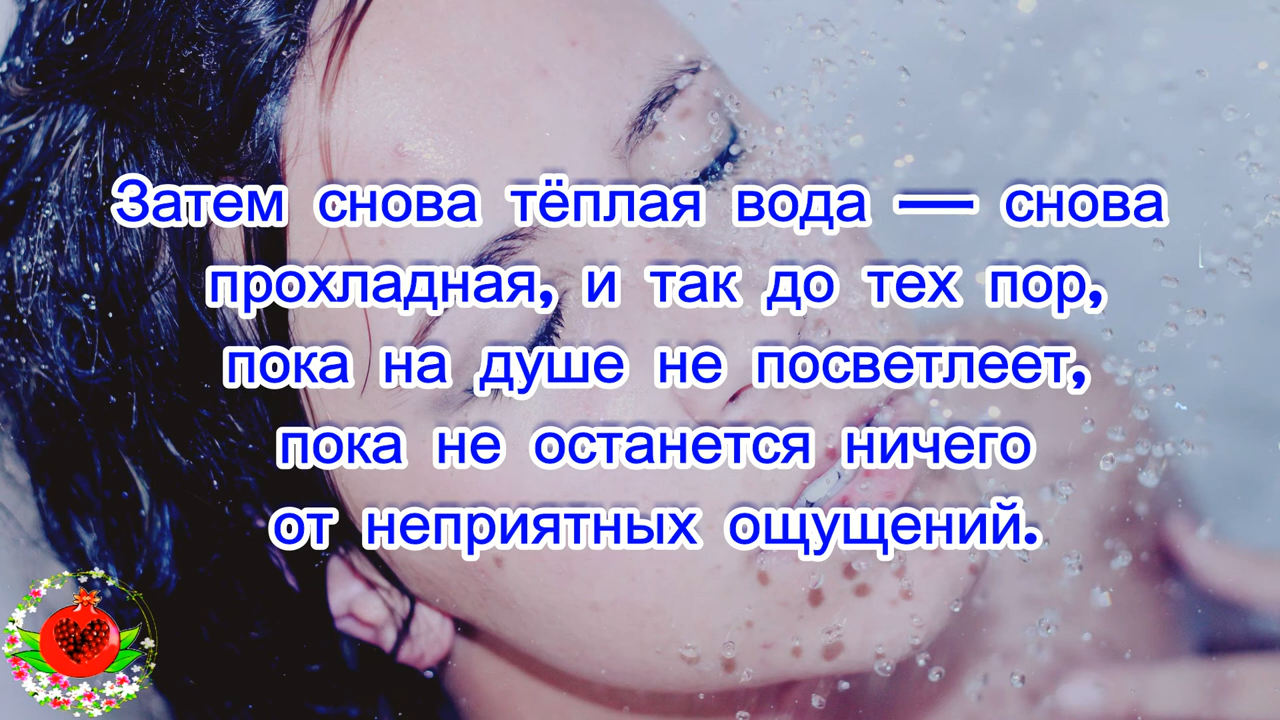 Затем снова тёплая вода — снова
прохладная, и так до тех пор,
пока на душе не посветлеет,
пока не останется ничего
от неприятных ощущений.